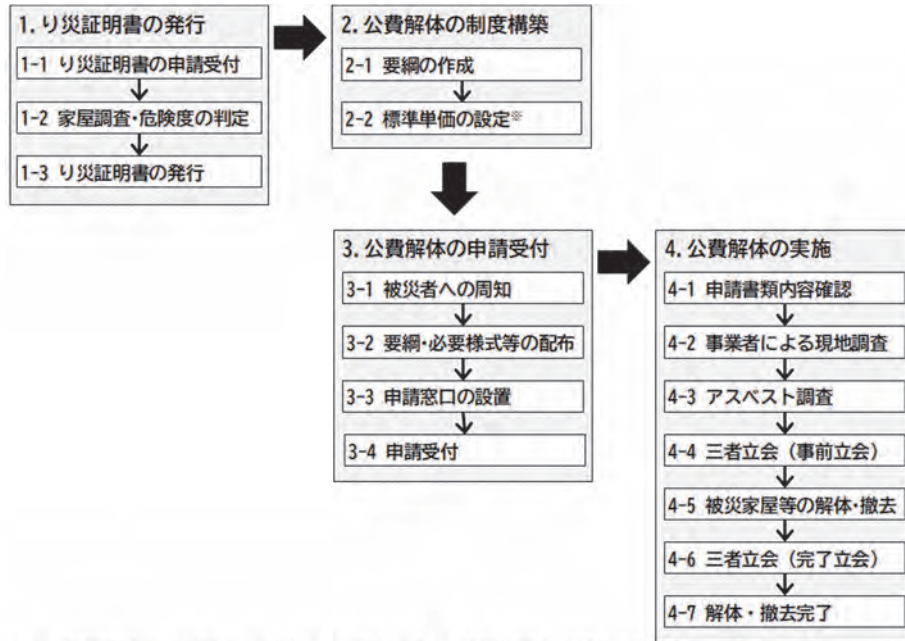 1. り災証明書の発行
1-1 り災証明書の申請受付
1-2 家屋調査・危険度の判定
1-3 り災証明書の発行
2. 公費解体の制度構築
2-1 要綱の作成
2-2 標準単価の設定※
3. 公費解体の申請受付
3-1 被災者への周知
3-2 要綱・必要様式等の配布
3-3 申請窓口の設置
3-4 申請受付
4. 公費解体の実施
4-1 申請書類内容確認
4-2 事業者による現地調査
4-3 アスベスト調査
4-4 三者立会（事前立会）
4-5 被災家屋等の解体・撤去
4-6 三者立会（完了立会）
4-7 解体・撤去完了